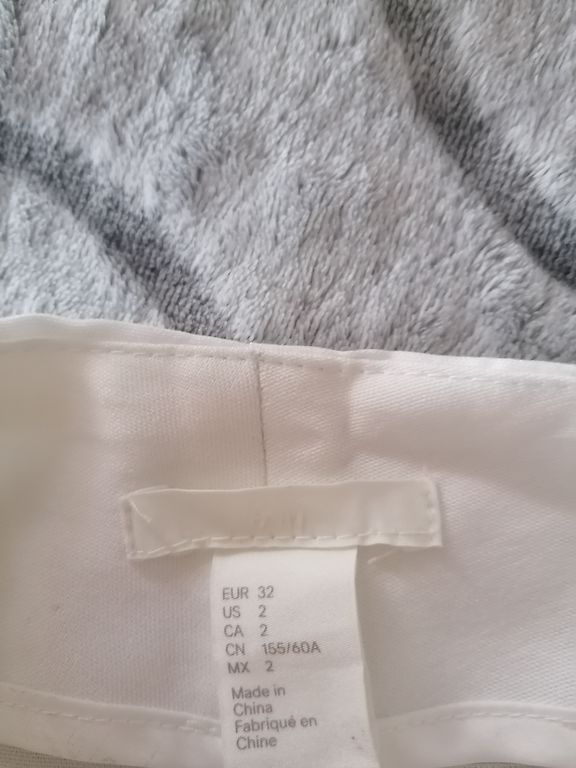 EUR 32
US 2
CA 2
CN 155/60A
MX 2
Made in
China
Fabriqué en
Chine